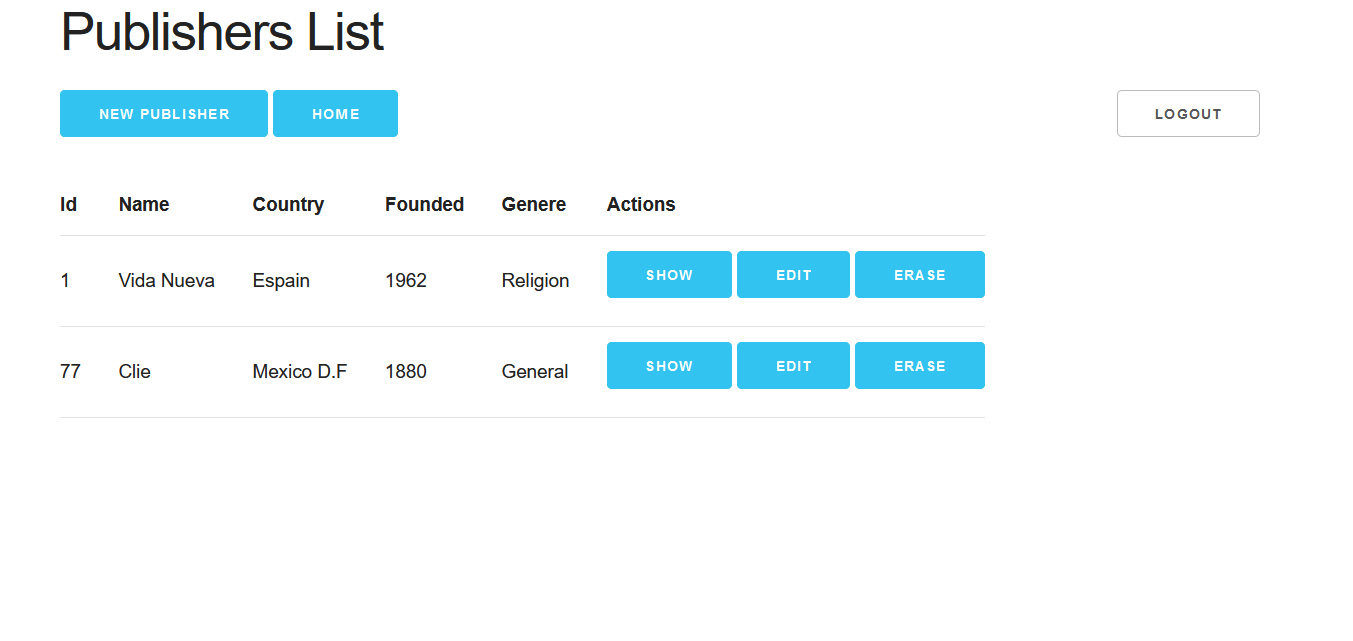 Publishers List
NEW PUBLISHER HOME LOGOUT
Id Name Country Founded Genere Actions
1 Vida Nueva Espain 1962 Religion SHOW EDIT ERASE
77 Clie Mexico D.F 1880 General SHOW EDIT ERASE